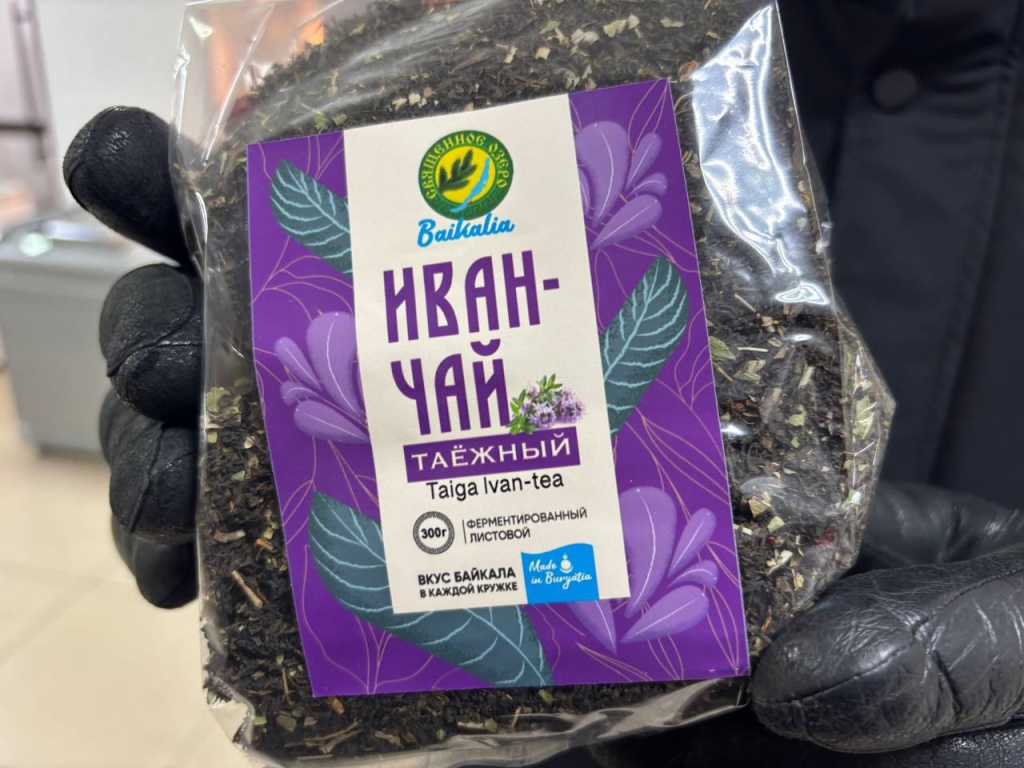 СВЯЩЕННОЕ ОЗЕРО
Baikalia
ИВАН-
ЧАЙ
ТАЁЖНЫЙ
Taiga Ivan-tea
300г
ФЕРМЕНТИРОВАННЫЙ
ЛИСТОВОЙ
ВКУС БАЙКАЛА
В КАЖДОЙ КРУЖКЕ
Made
in Buryatia